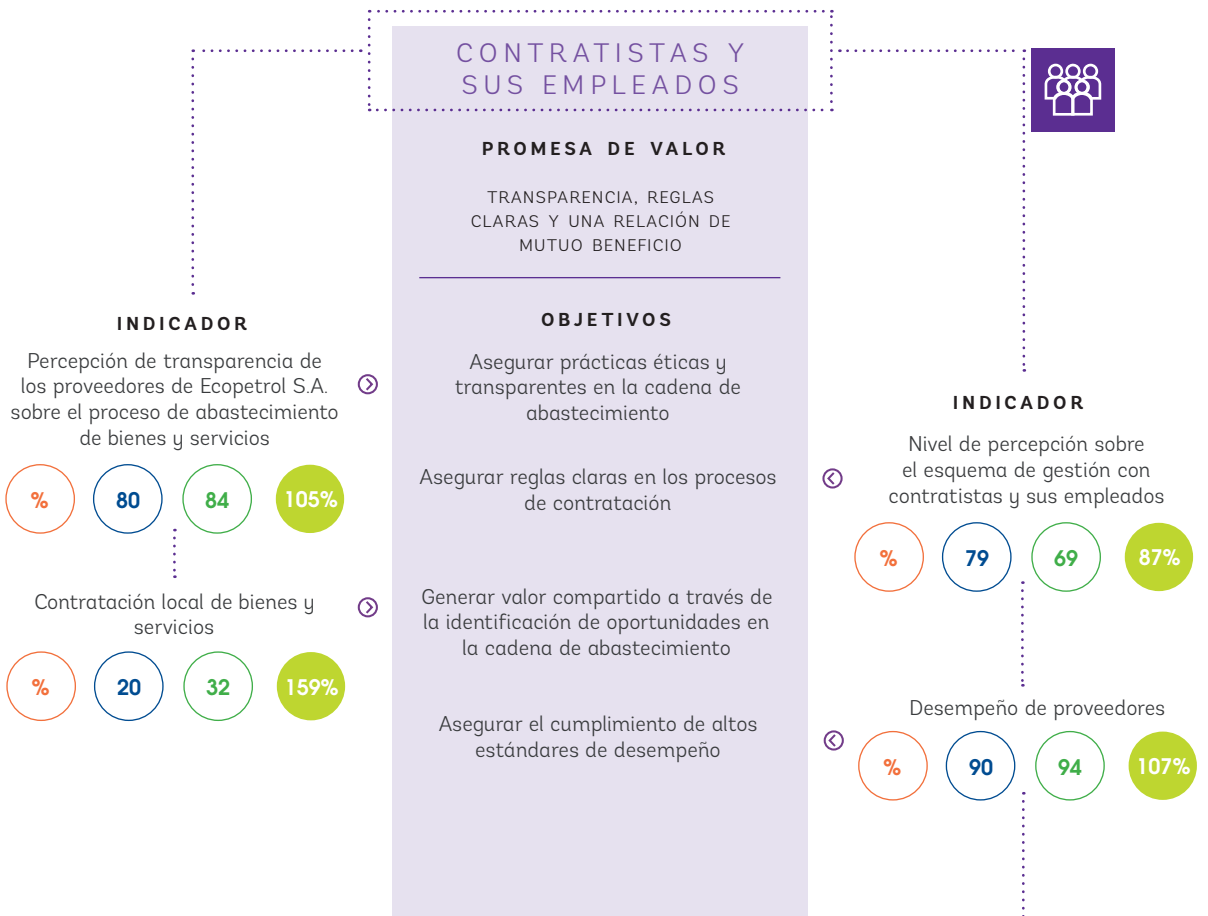 CONTRATISTAS Y
SUS EMPLEADOS
PROMESA DE VALOR
TRANSPARENCIA, REGLAS
CLARAS Y UNA RELACIÓN DE
MUTUO BENEFICIO
INDICADOR
Percepción de transparencia de
los proveedores de Ecopetrol S.A.
sobre el proceso de abastecimiento
de bienes y servicios
% 80 84 105%
Contratación local de bienes y
servicios
% 20 32 159%
OBJETIVOS
Asegurar prácticas éticas y
transparentes en la cadena de
abastecimiento
Asegurar reglas claras en los procesos
de contratación
Generar valor compartido a través de
la identificación de oportunidades en
la cadena de abastecimiento
Asegurar el cumplimiento de altos
estándares de desempeño
INDICADOR
Nivel de percepción sobre
el esquema de gestión con
contratistas y sus empleados
% 79 69 87%
Desempeño de proveedores
% 90 94 107%